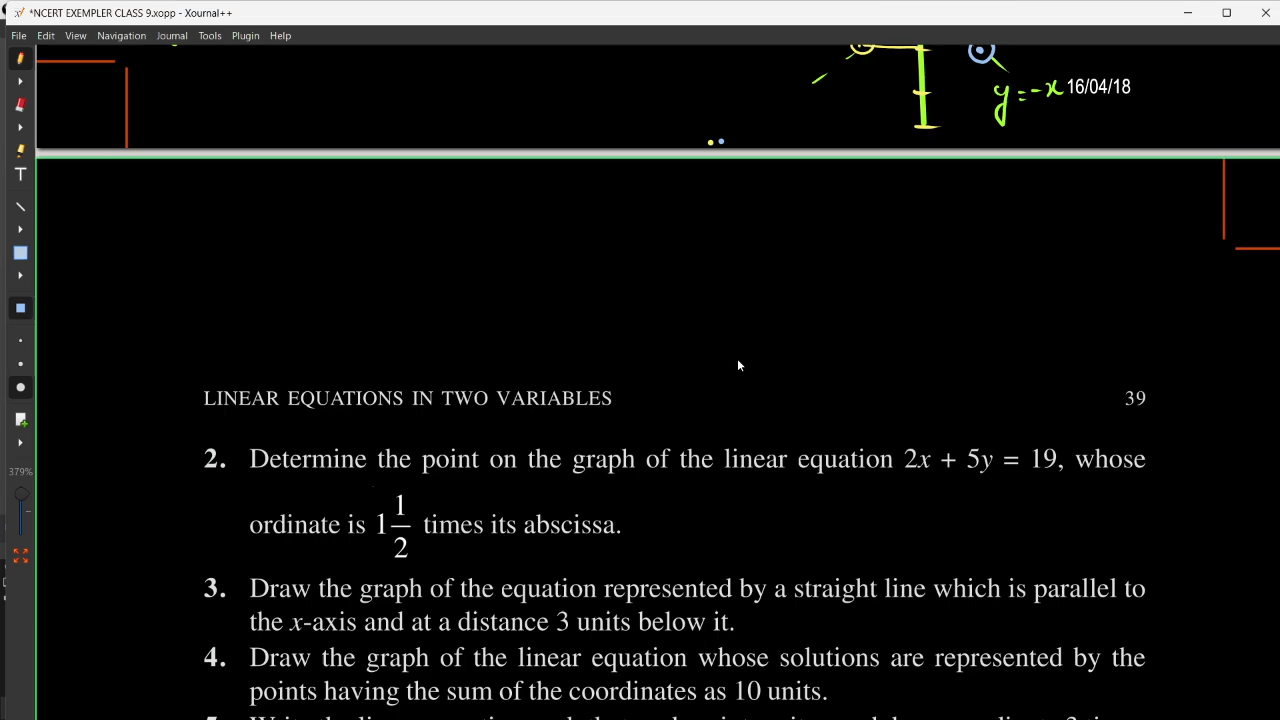 *NCERT EXEMPLER CLASS 9.xopp - Xournal++
File Edit View Navigation Journal Tools Plugin Help
y = -x 16/04/18
LINEAR EQUATIONS IN TWO VARIABLES 39
2. Determine the point on the graph of the linear equation 2x + 5y = 19, whose
ordinate is 1 1/2 times its abscissa.
3. Draw the graph of the equation represented by a straight line which is parallel to
the x-axis and at a distance 3 units below it.
4. Draw the graph of the linear equation whose solutions are represented by the
points having the sum of the coordinates as 10 units.
379%